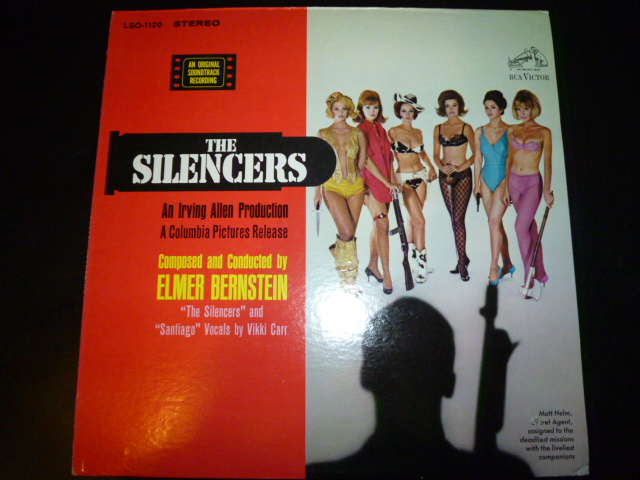 LSO-1120 STEREO
AN ORIGINAL
SOUNDTRACK
RECORDING
THE
SILENCERS
An Irving Allen Production
A Columbia Pictures Release
Composed and Conducted by
ELMER BERNSTEIN
"The Silencers" and
"Santiago" Vocals by Vikki Carr
RCA VICTOR
Matt Helm,
Secret Agent,
assigned to the
deadliest missions
with the liveliest
companions